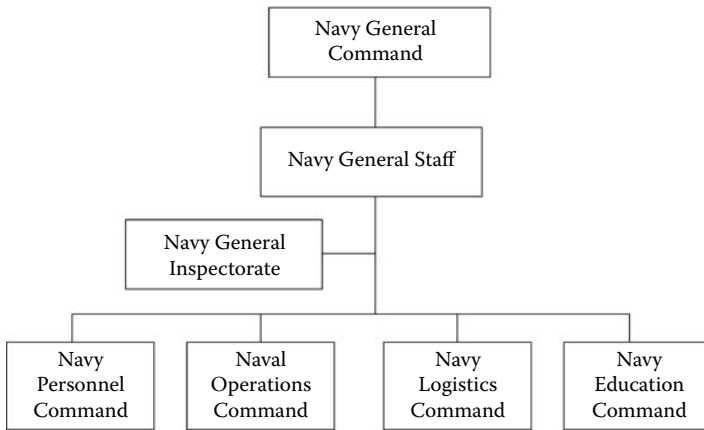 Navy General
Command
Navy General Staff
Navy General
Inspectorate
Navy
Personnel
Command
Naval
Operations
Command
Navy
Logistics
Command
Navy
Education
Command